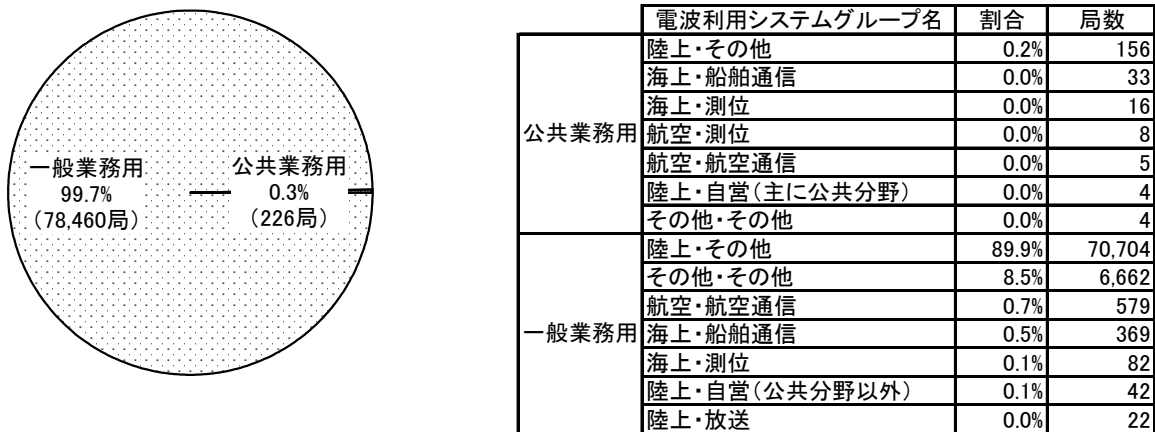 一般業務用
99.7%
（78,460局）
公共業務用
0.3%
（226局）
電波利用システムグループ名 割合 局数
公共業務用
陸上・その他 0.2% 156
海上・船舶通信 0.0% 33
海上・測位 0.0% 16
航空・測位 0.0% 8
航空・航空通信 0.0% 5
陸上・自営（主に公共分野） 0.0% 4
その他・その他 0.0% 4
一般業務用
陸上・その他 89.9% 70,704
その他・その他 8.5% 6,662
航空・航空通信 0.7% 579
海上・船舶通信 0.5% 369
海上・測位 0.1% 82
陸上・自営（公共分野以外） 0.1% 42
陸上・放送 0.0% 22